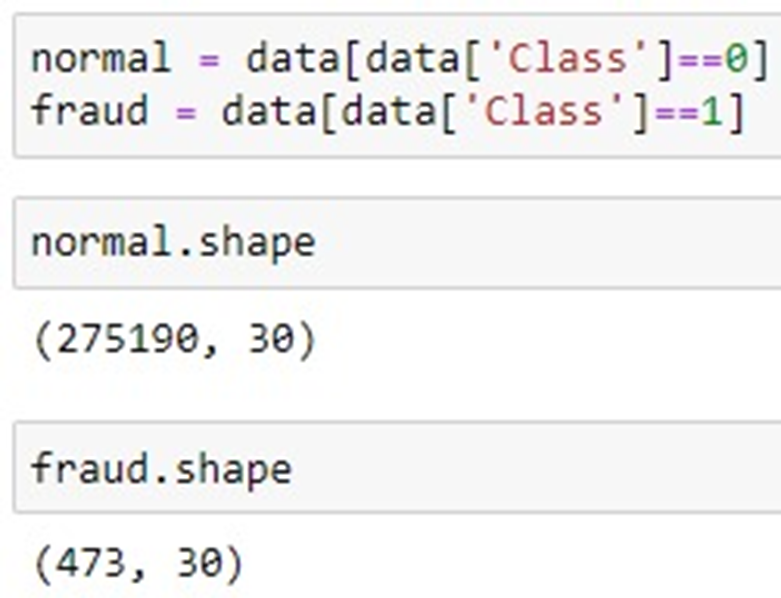 normal = data[data['Class']==0]
fraud = data[data['Class']==1]
normal.shape
(275190, 30)
fraud.shape
(473, 30)